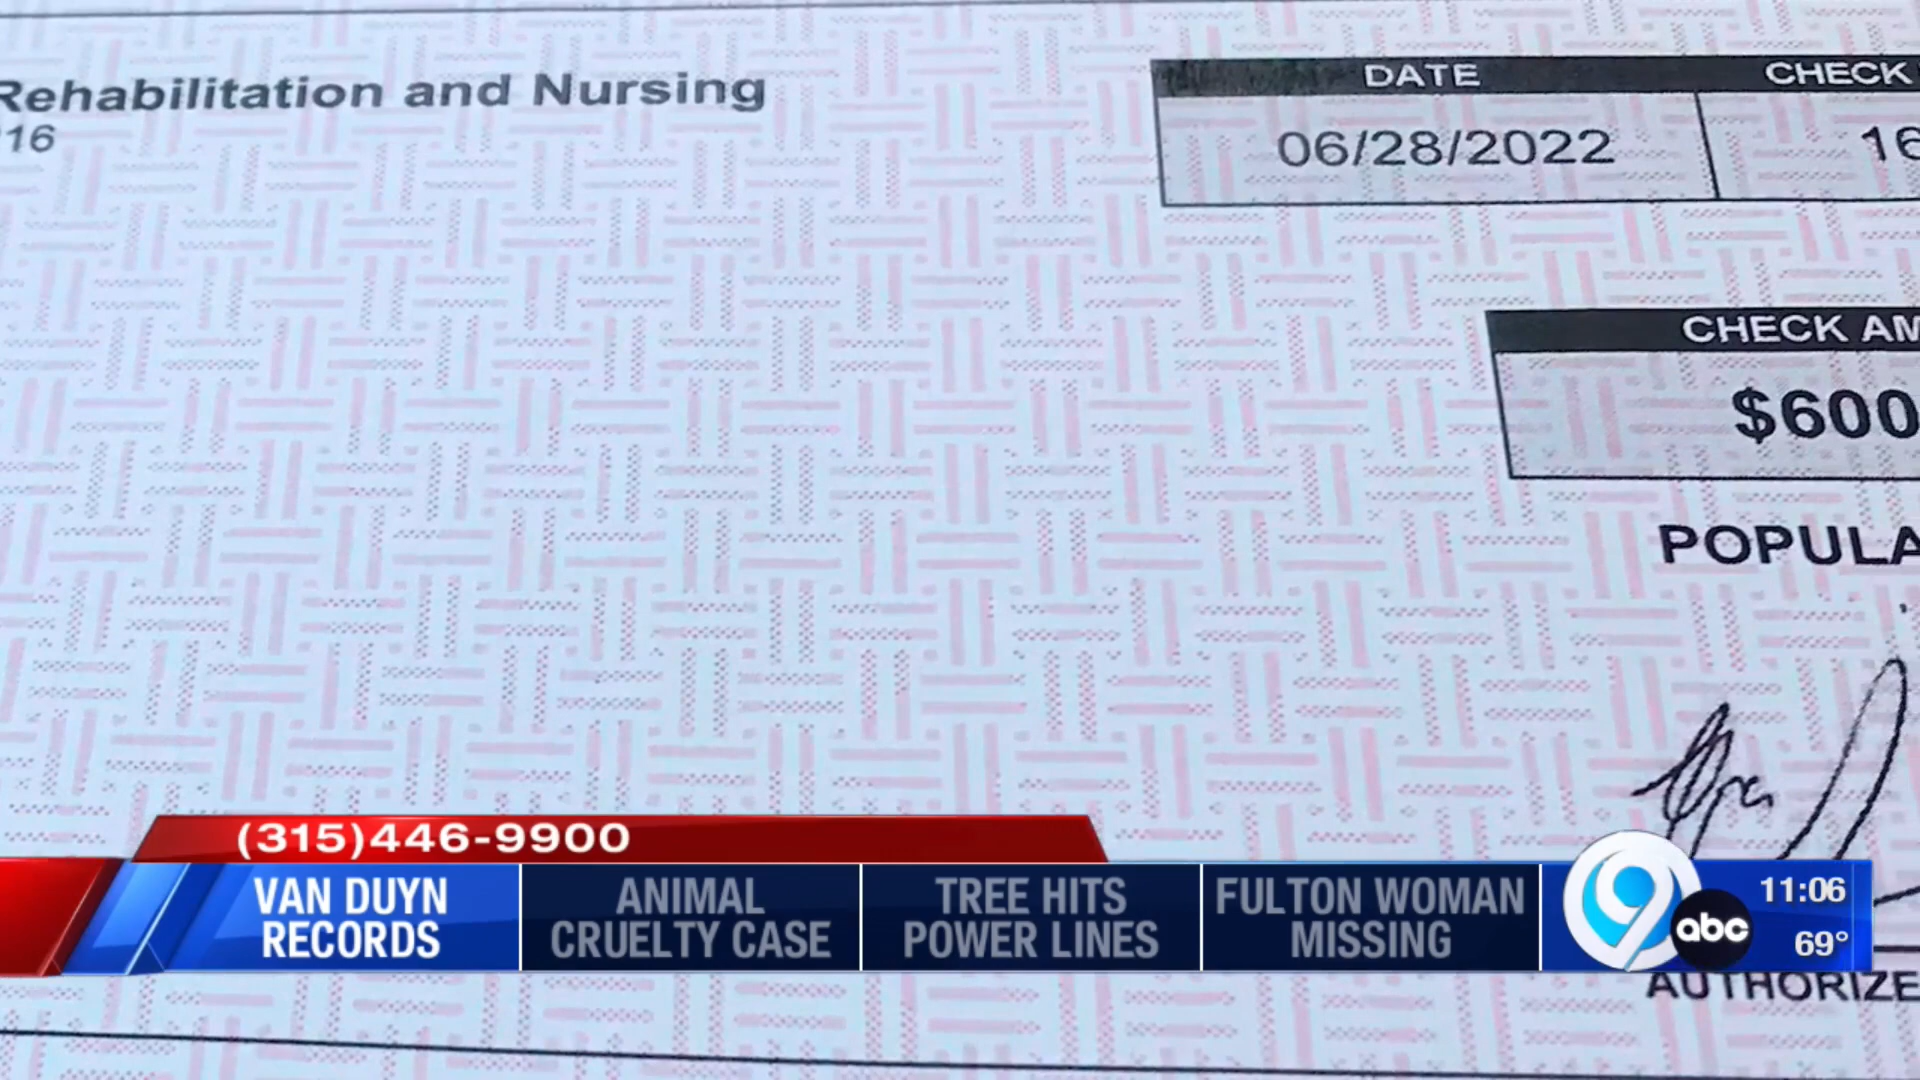 Rehabilitation and Nursing
16
DATE
CHECK
06/28/2022
16
CHECK AM
$600
POPULA
(315)446-9900
VAN DUYN
RECORDS
ANIMAL
CRUELTY CASE
TREE HITS
POWER LINES
FULTON WOMAN
MISSING
9
abc
11:06
69°
AUTHORIZE